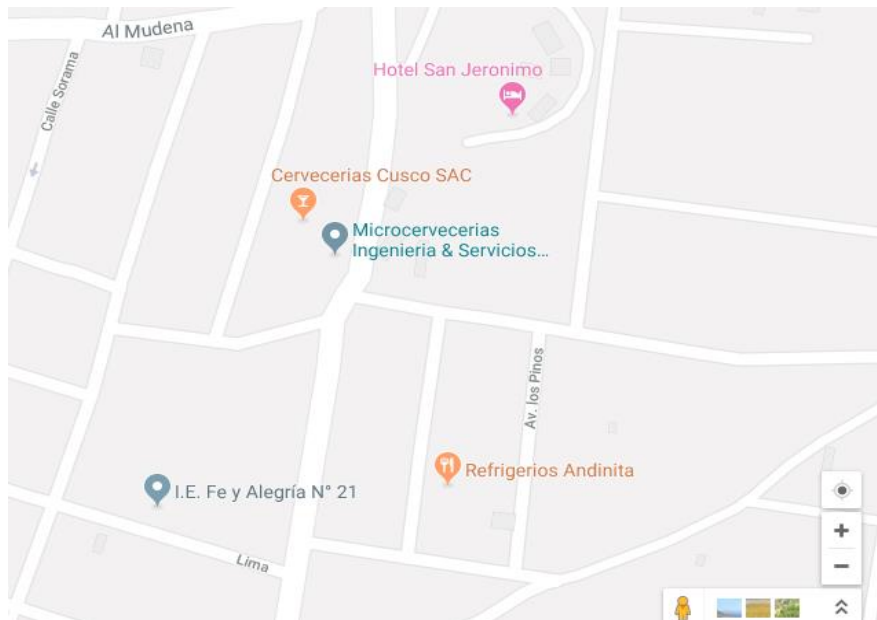 Al Mudena
Calle Sorama
Hotel San Jeronimo
Cervecerias Cusco SAC
Microcervecerias
Ingenieria & Servicios...
Av. los Pinos
Refrigerios Andinita
I.E. Fe y Alegría N° 21
Lima